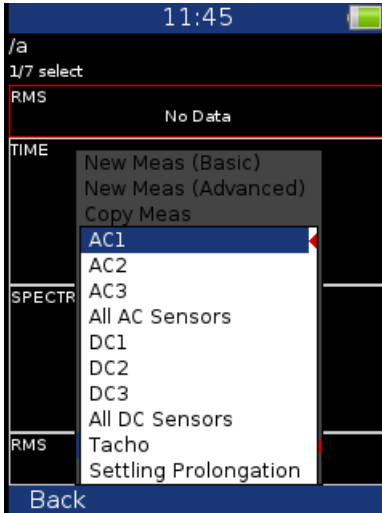 11:45
/a
1/7 select
RMS
No Data
TIME
New Meas (Basic)
New Meas (Advanced)
Copy Meas
AC1
AC2
AC3
SPECTR
All AC Sensors
DC1
DC2
DC3
All DC Sensors
RMS
Tacho
Settling Prolongation
Back